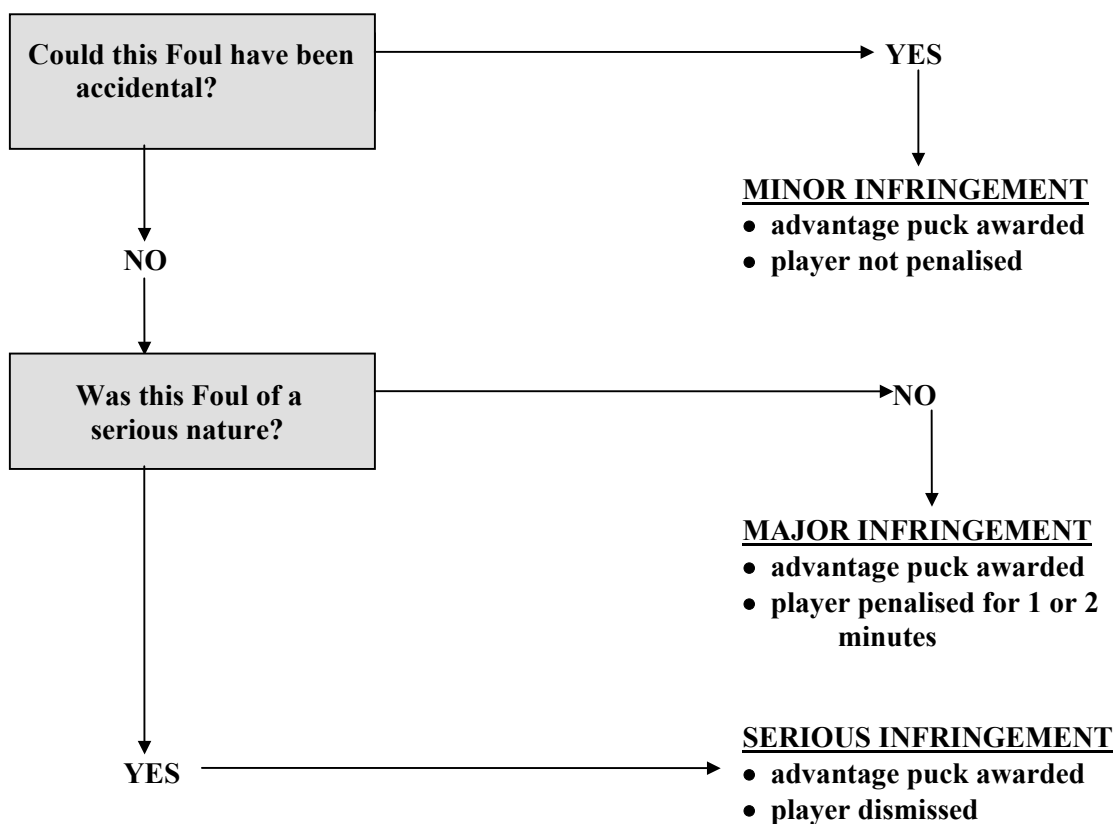 Could this Foul have been
accidental?
YES
MINOR INFRINGEMENT
• advantage puck awarded
• player not penalised
NO
Was this Foul of a
serious nature?
NO
MAJOR INFRINGEMENT
• advantage puck awarded
• player penalised for 1 or 2
minutes
YES
SERIOUS INFRINGEMENT
• advantage puck awarded
• player dismissed